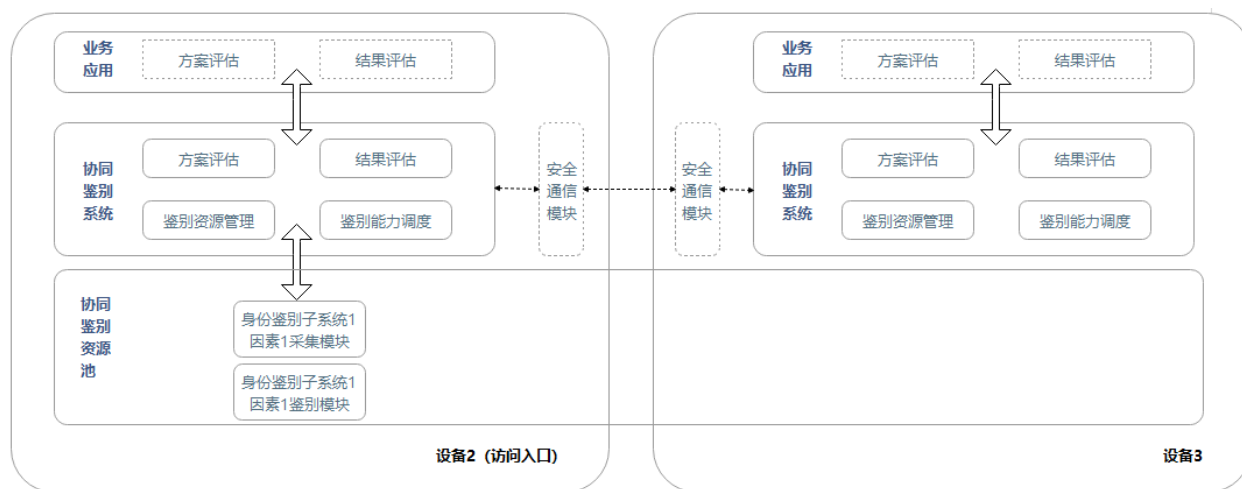 业务
应用
方案评估
结果评估
协同
鉴别
系统
方案评估
结果评估
鉴别资源管理
鉴别能力调度
安全
通信
模块
安全
通信
模块
业务
应用
方案评估
结果评估
协同
鉴别
系统
方案评估
结果评估
鉴别资源管理
鉴别能力调度
协同
鉴别
资源
池
身份鉴别子系统1
因素1采集模块
身份鉴别子系统1
因素1鉴别模块
设备2（访问入口）
设备3